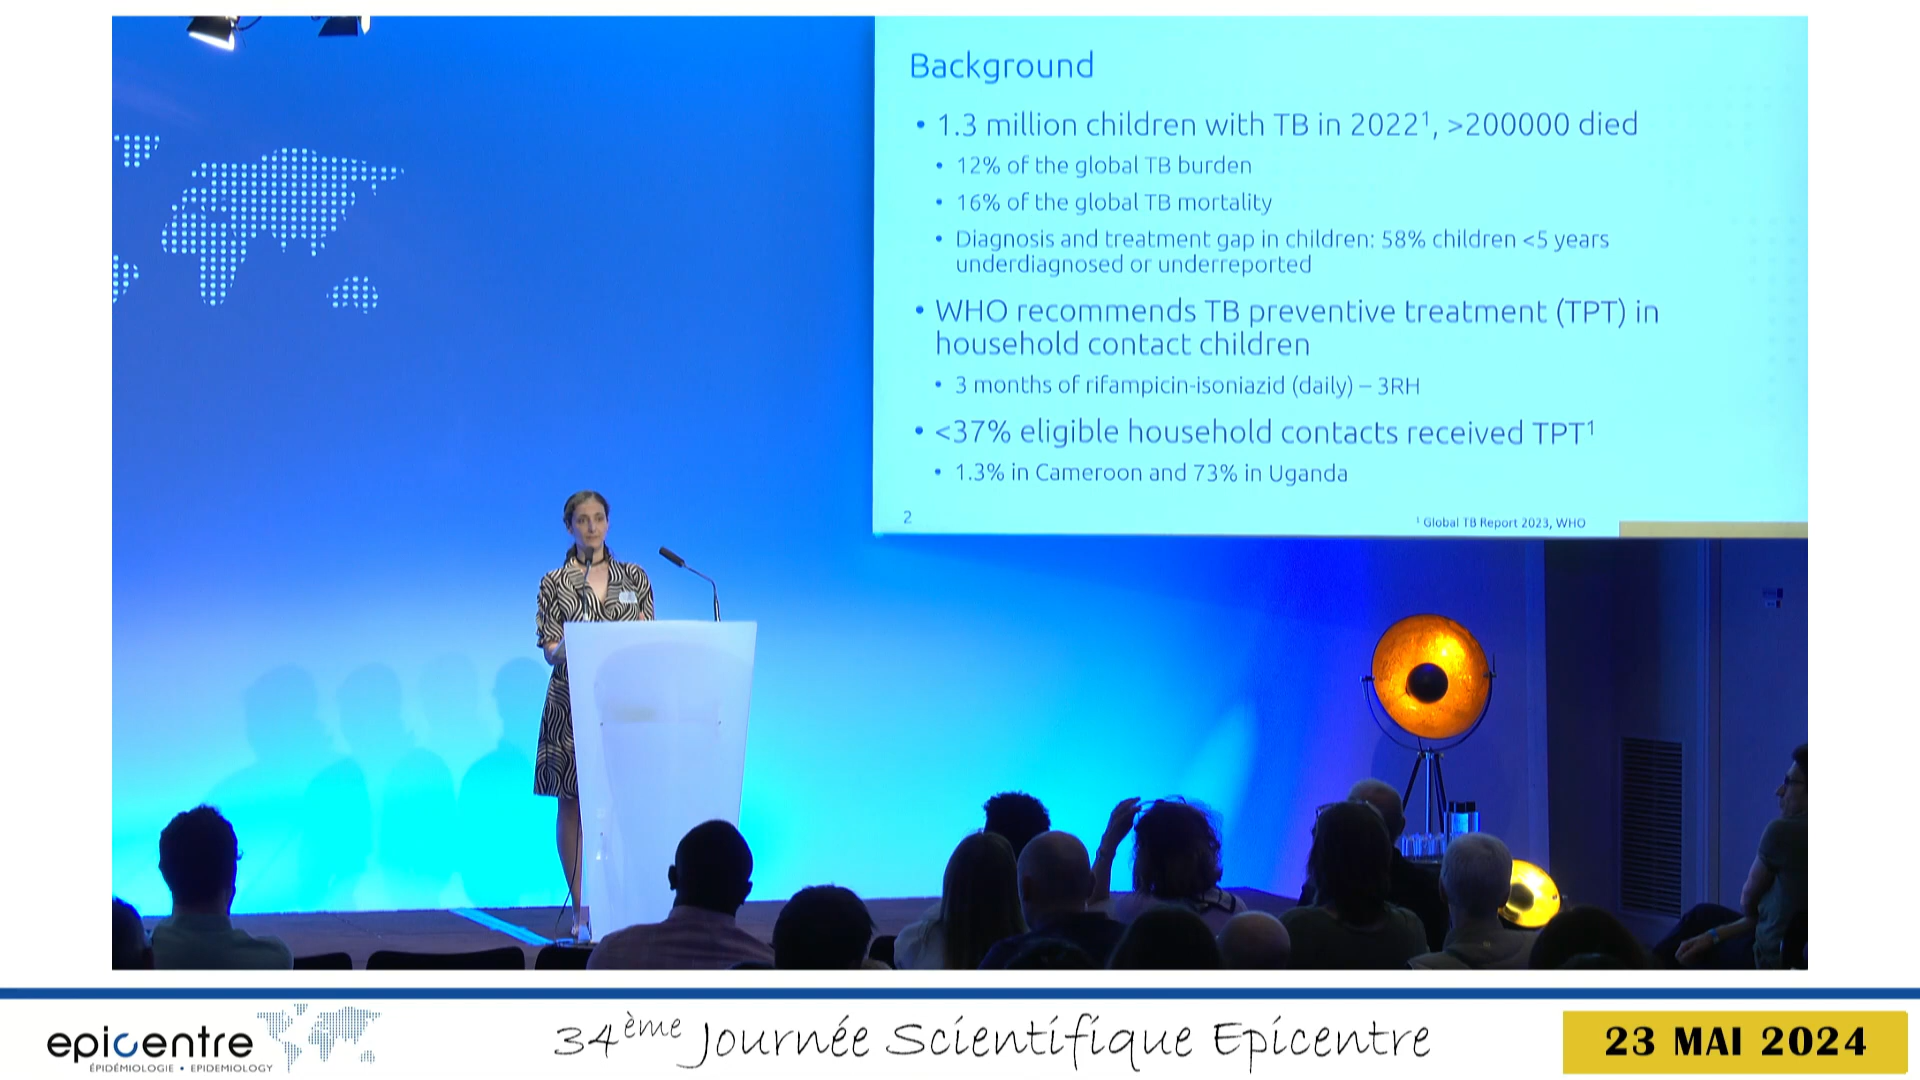 Background
• 1.3 million children with TB in 2022¹, >200000 died
• 12% of the global TB burden
• 16% of the global TB mortality
• Diagnosis and treatment gap in children: 58% children <5 years
underdiagnosed or underreported
• WHO recommends TB preventive treatment (TPT) in
household contact children
• 3 months of rifampicin-isoniazid (daily) – 3RH
• <37% eligible household contacts received TPT¹
• 1.3% in Cameroon and 73% in Uganda
2
¹ Global TB Report 2023, WHO
epicentre
ÉPIDÉMIOLOGIE • EPIDEMIOLOGY
34ème Journée Scientifique Epicentre
23 MAI 2024